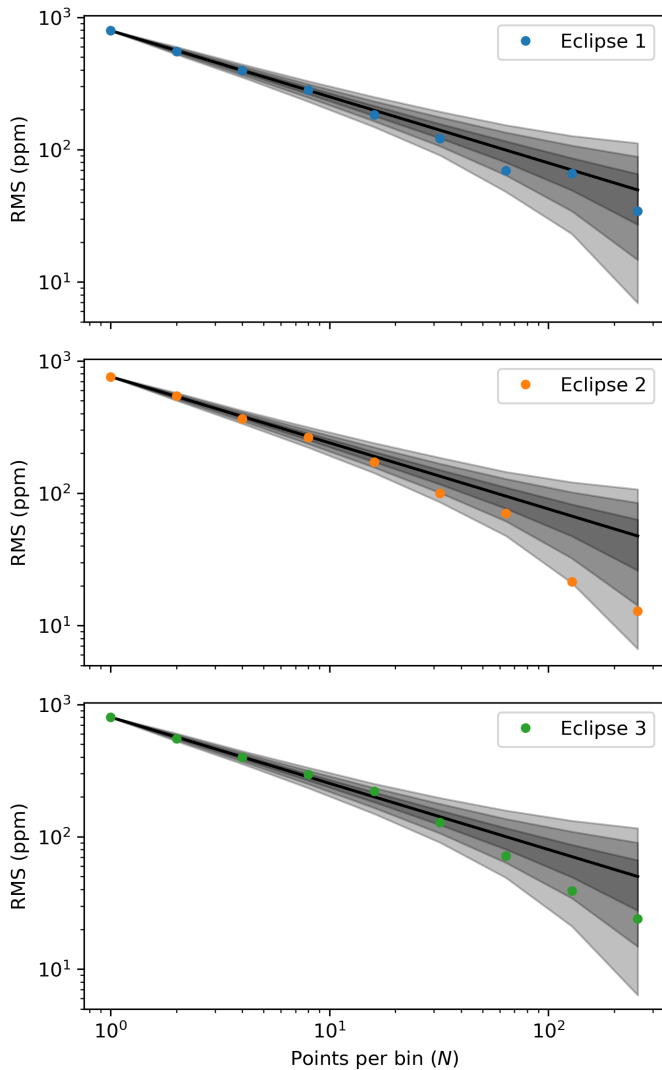 10³
Eclipse 1
10²
RMS (ppm)
10¹
10³
Eclipse 2
10²
RMS (ppm)
10¹
10³
Eclipse 3
10²
RMS (ppm)
10¹
10⁰ 10¹ 10²
Points per bin (N)